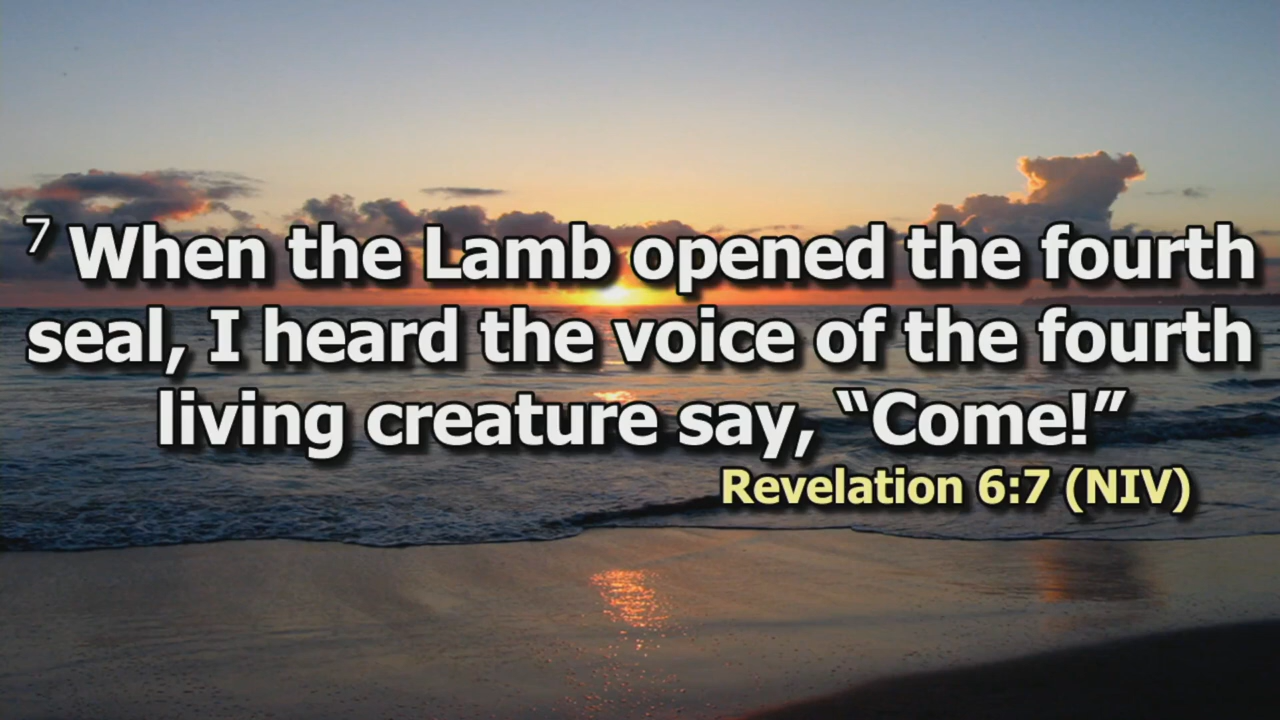 7 When the Lamb opened the fourth
seal, I heard the voice of the fourth
living creature say, “Come!”
Revelation 6:7 (NIV)